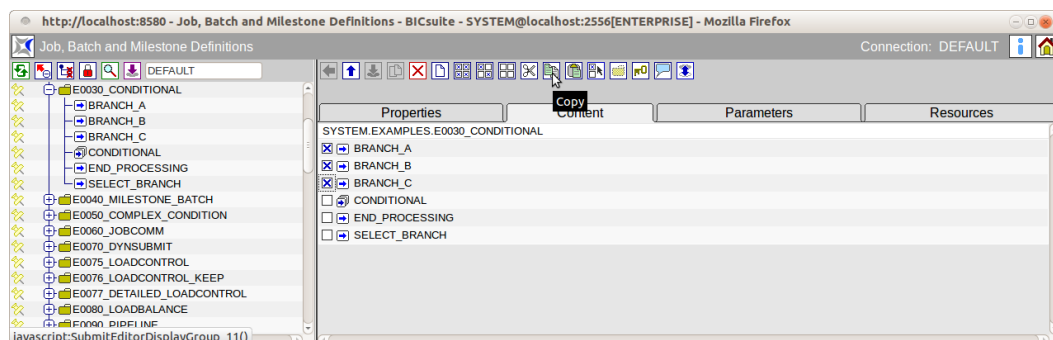 http://localhost:8580 - Job, Batch and Milestone Definitions - BICsuite - SYSTEM@localhost:2556[ENTERPRISE] - Mozilla Firefox
Job, Batch and Milestone Definitions
Connection: DEFAULT
DEFAULT
E0030_CONDITIONAL
BRANCH_A
BRANCH_B
BRANCH_C
CONDITIONAL
END_PROCESSING
SELECT_BRANCH
E0040_MILESTONE_BATCH
E0050_COMPLEX_CONDITION
E0060_JOBCOMM
E0070_DYNSUBMIT
E0075_LOADCONTROL
E0076_LOADCONTROL_KEEP
E0077_DETAILED_LOADCONTROL
E0080_LOADBALANCE
E0090_PIPELINE
javascript:SubmitEditorDisplayGroup_11()
Copy
Properties
Content
Parameters
Resources
SYSTEM.EXAMPLES.E0030_CONDITIONAL
BRANCH_A
BRANCH_B
BRANCH_C
CONDITIONAL
END_PROCESSING
SELECT_BRANCH